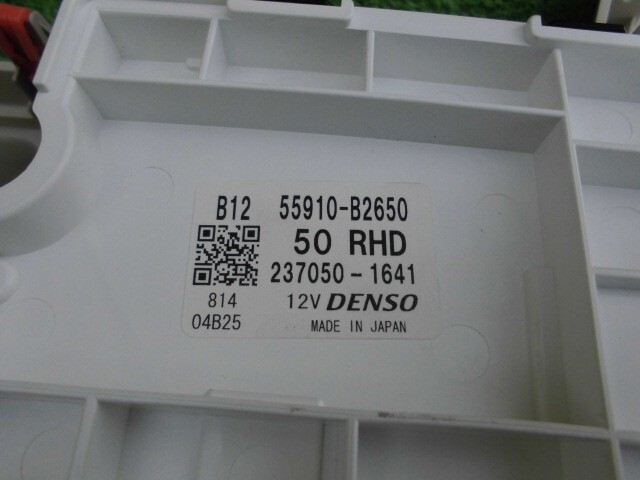 B12 55910-B2650
50 RHD
237050-1641
814 12V DENSO
04B25 MADE IN JAPAN